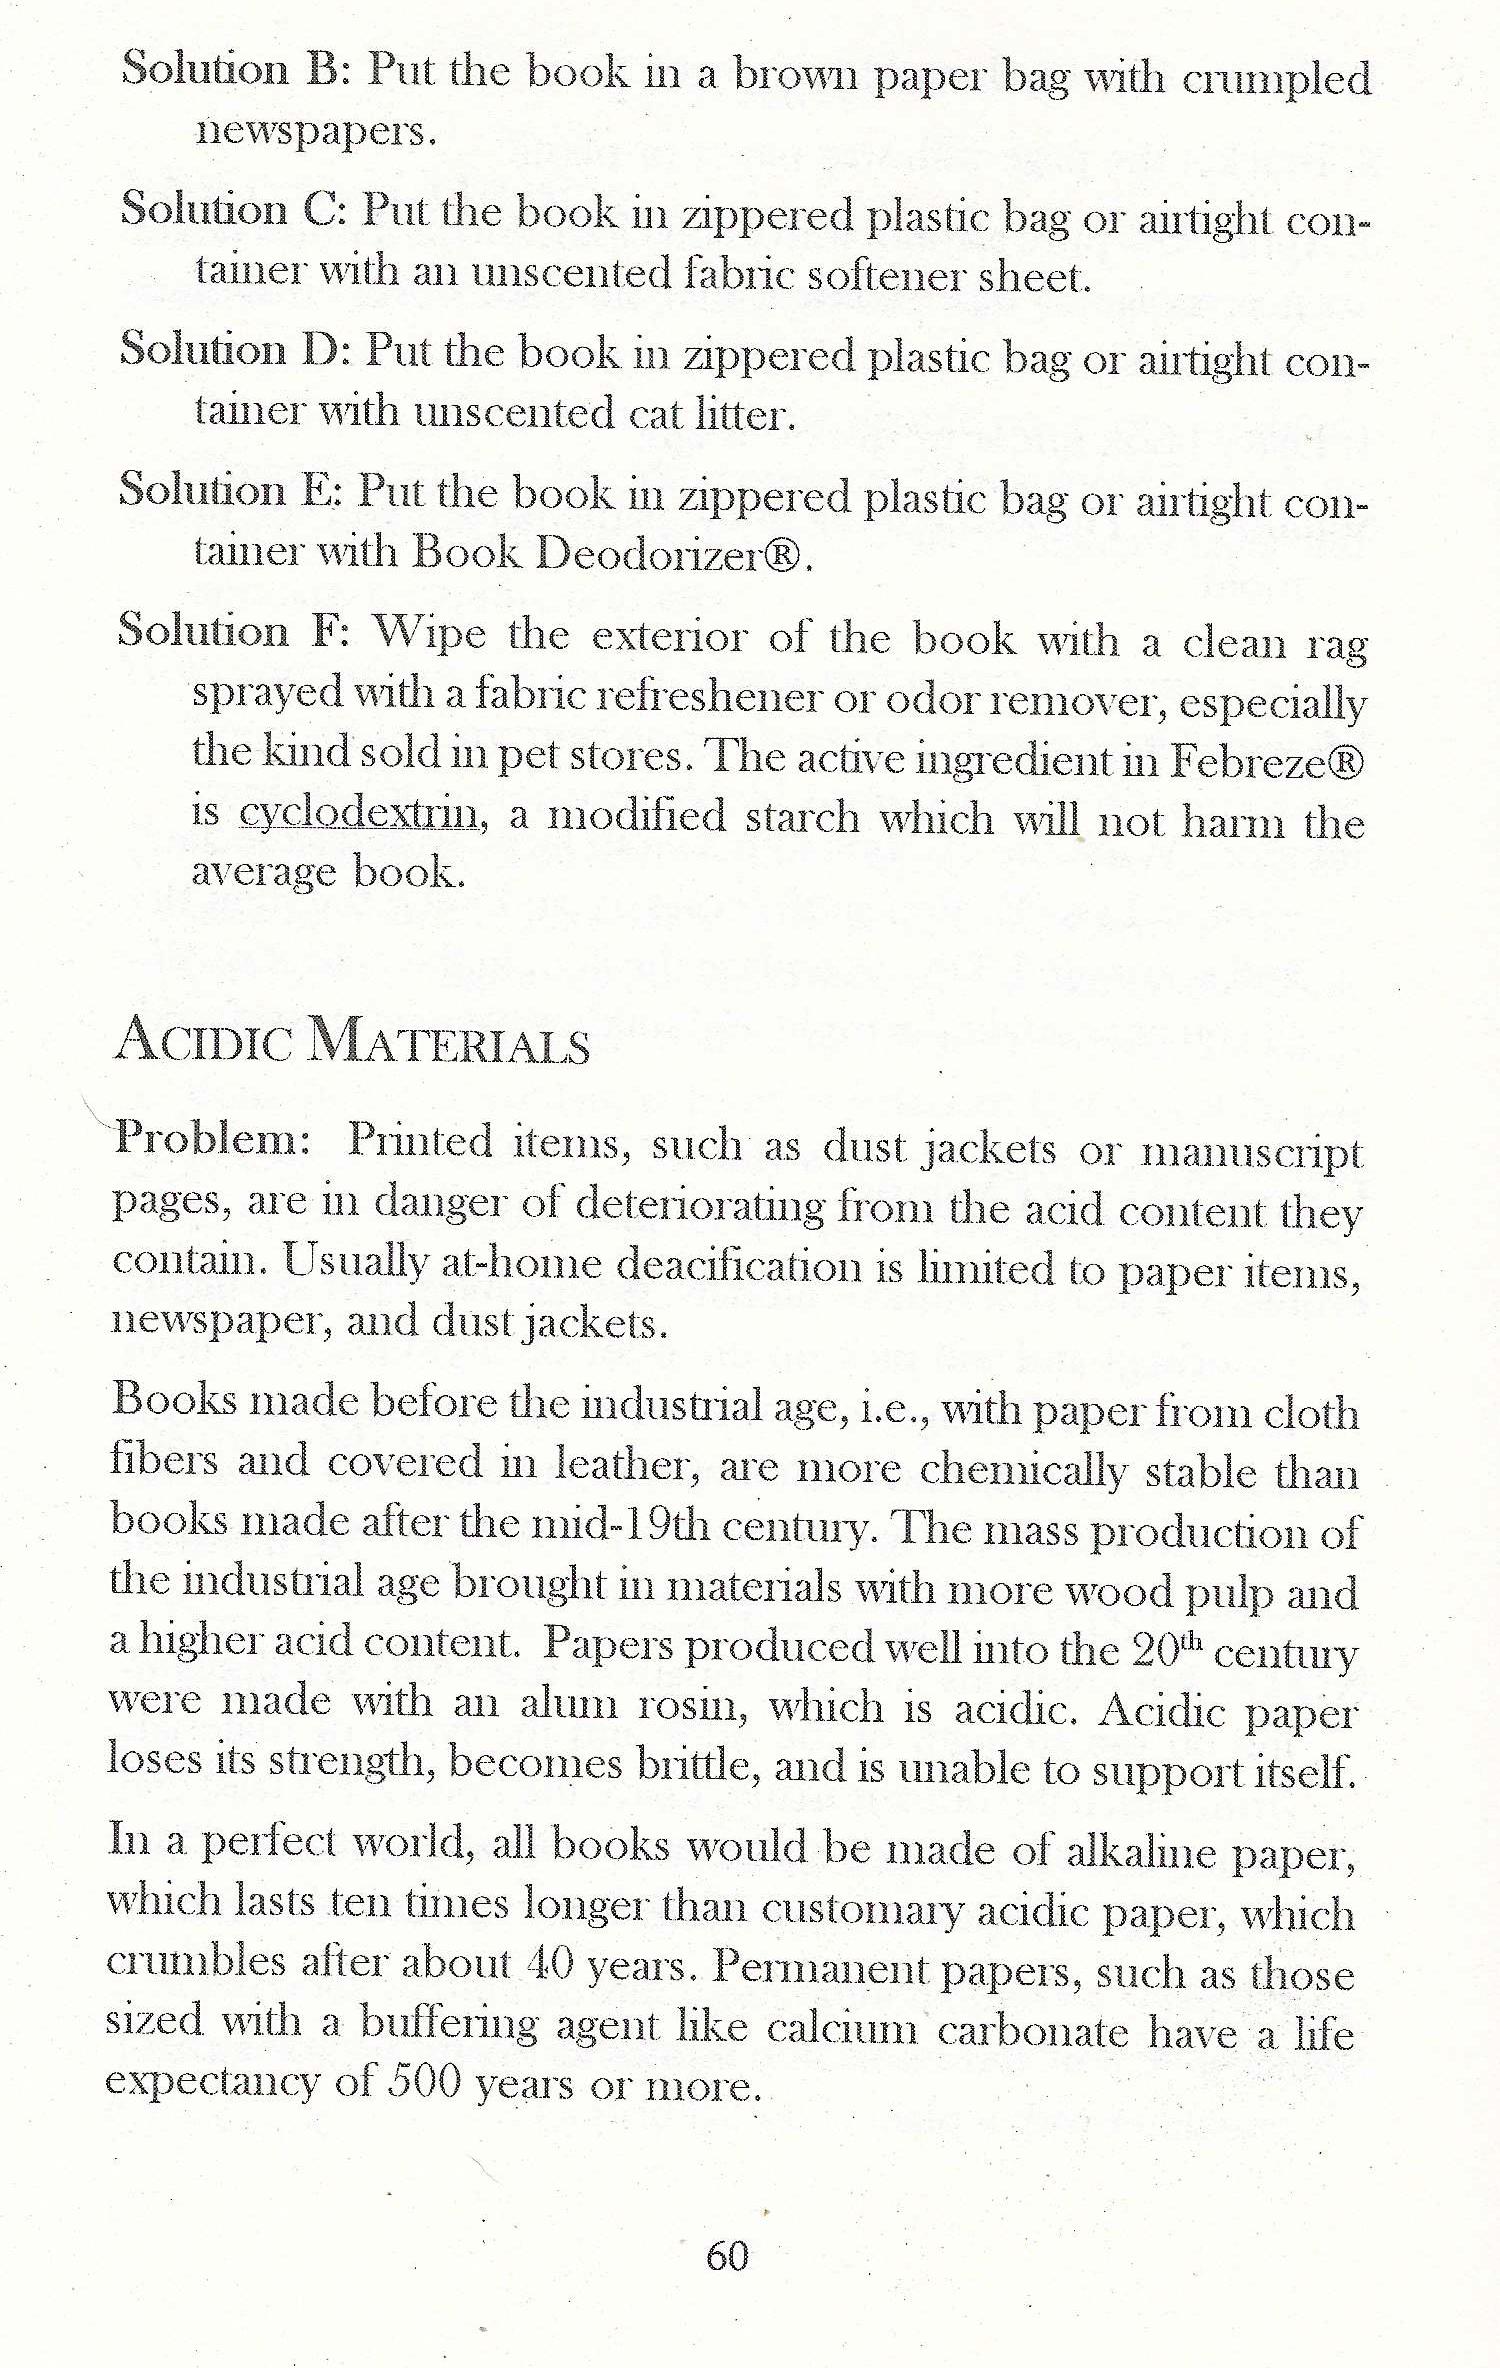 Solution B: Put the book in a brown paper bag with crumpled
newspapers.
Solution C: Put the book in zippered plastic bag or airtight con-
tainer with an unscented fabric softener sheet.
Solution D: Put the book in zippered plastic bag or airtight con-
tainer with unscented cat litter.
Solution E: Put the book in zippered plastic bag or airtight con-
tainer with Book Deodorizer®.
Solution F: Wipe the exterior of the book with a clean rag
sprayed with a fabric refreshener or odor remover, especially
the kind sold in pet stores. The active ingredient in Febreze®
is cyclodextrin, a modified starch which will not harm the
average book.
ACIDIC MATERIALS
Problem: Printed items, such as dust jackets or manuscript
pages, are in danger of deteriorating from the acid content they
contain. Usually at-home deacification is limited to paper items,
newspaper, and dust jackets.
Books made before the industrial age, i.e., with paper from cloth
fibers and covered in leather, are more chemically stable than
books made after the mid-19th century. The mass production of
the industrial age brought in materials with more wood pulp and
a higher acid content. Papers produced well into the 20th century
were made with an alum rosin, which is acidic. Acidic paper
loses its strength, becomes brittle, and is unable to support itself.
In a perfect world, all books would be made of alkaline paper,
which lasts ten times longer than customary acidic paper, which
crumbles after about 40 years. Permanent papers, such as those
sized with a buffering agent like calcium carbonate have a life
expectancy of 500 years or more.
60